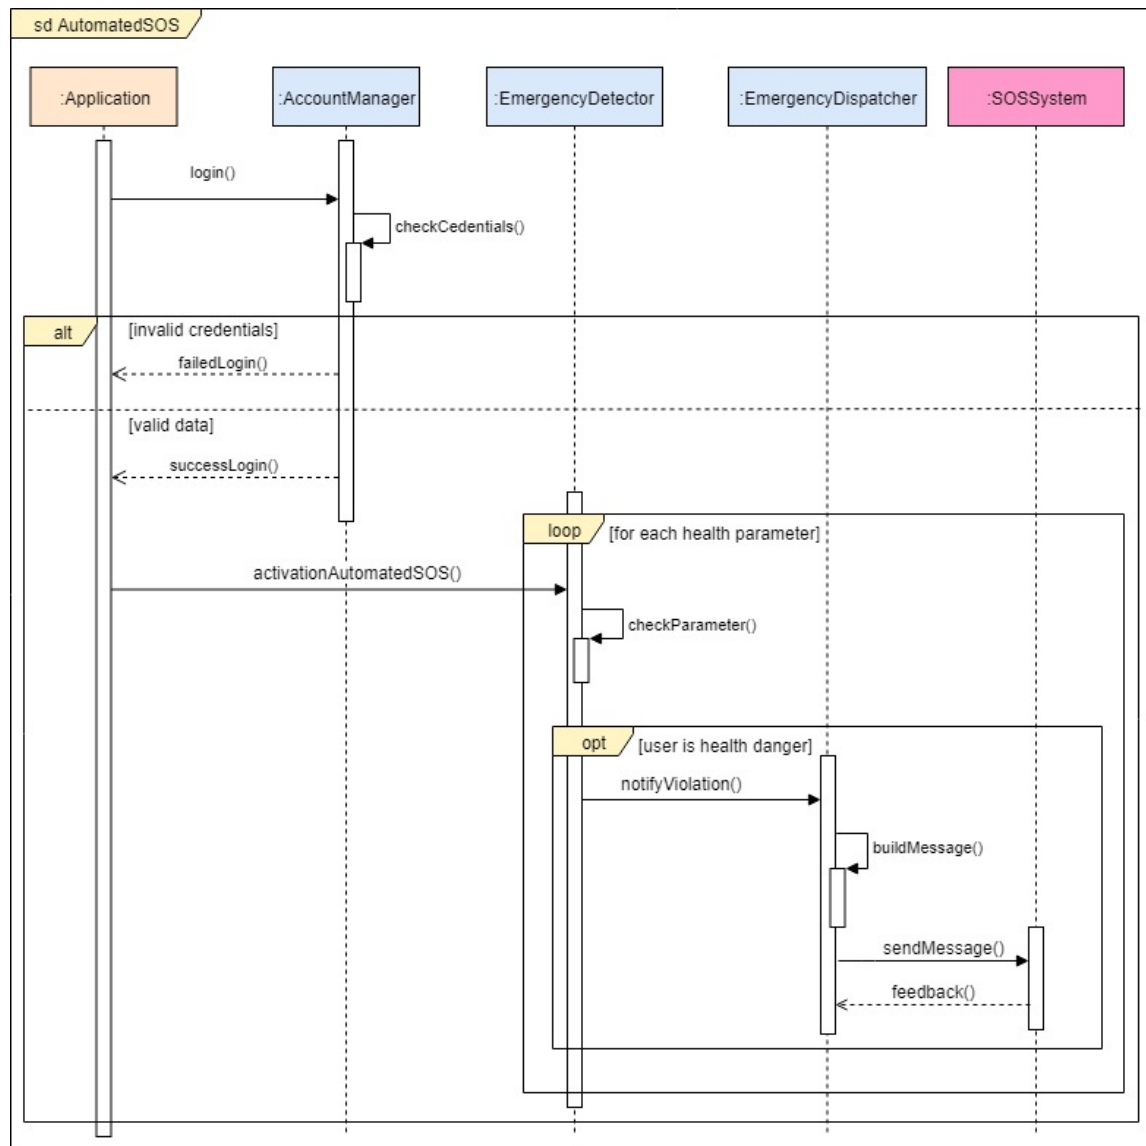 sd AutomatedSOS
:Application
:AccountManager
:EmergencyDetector
:EmergencyDispatcher
:SOSSystem
login()
checkCedentials()
alt
[invalid credentials]
failedLogin()
[valid data]
successLogin()
loop
[for each health parameter]
activationAutomatedSOS()
checkParameter()
opt
[user is health danger]
notifyViolation()
buildMessage()
sendMessage()
feedback()